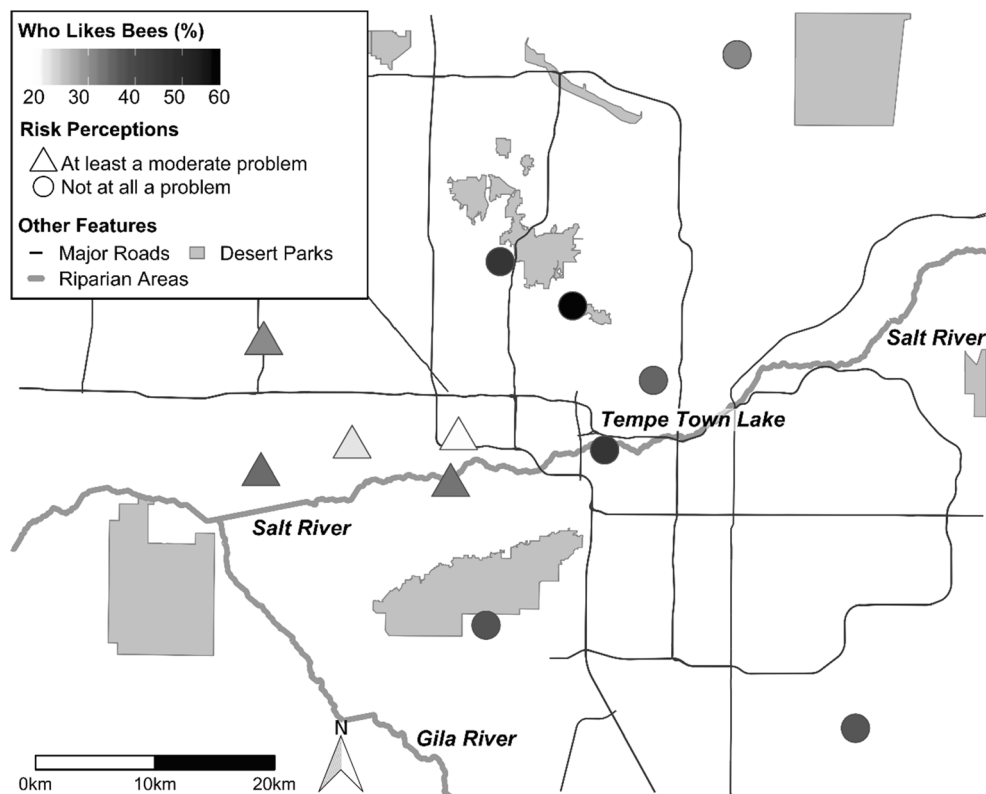 Who Likes Bees (%)
20 30 40 50 60
Risk Perceptions
At least a moderate problem
Not at all a problem
Other Features
Major Roads Desert Parks
Riparian Areas
Salt River
Tempe Town Lake
Salt River
N
Gila River
0km 10km 20km